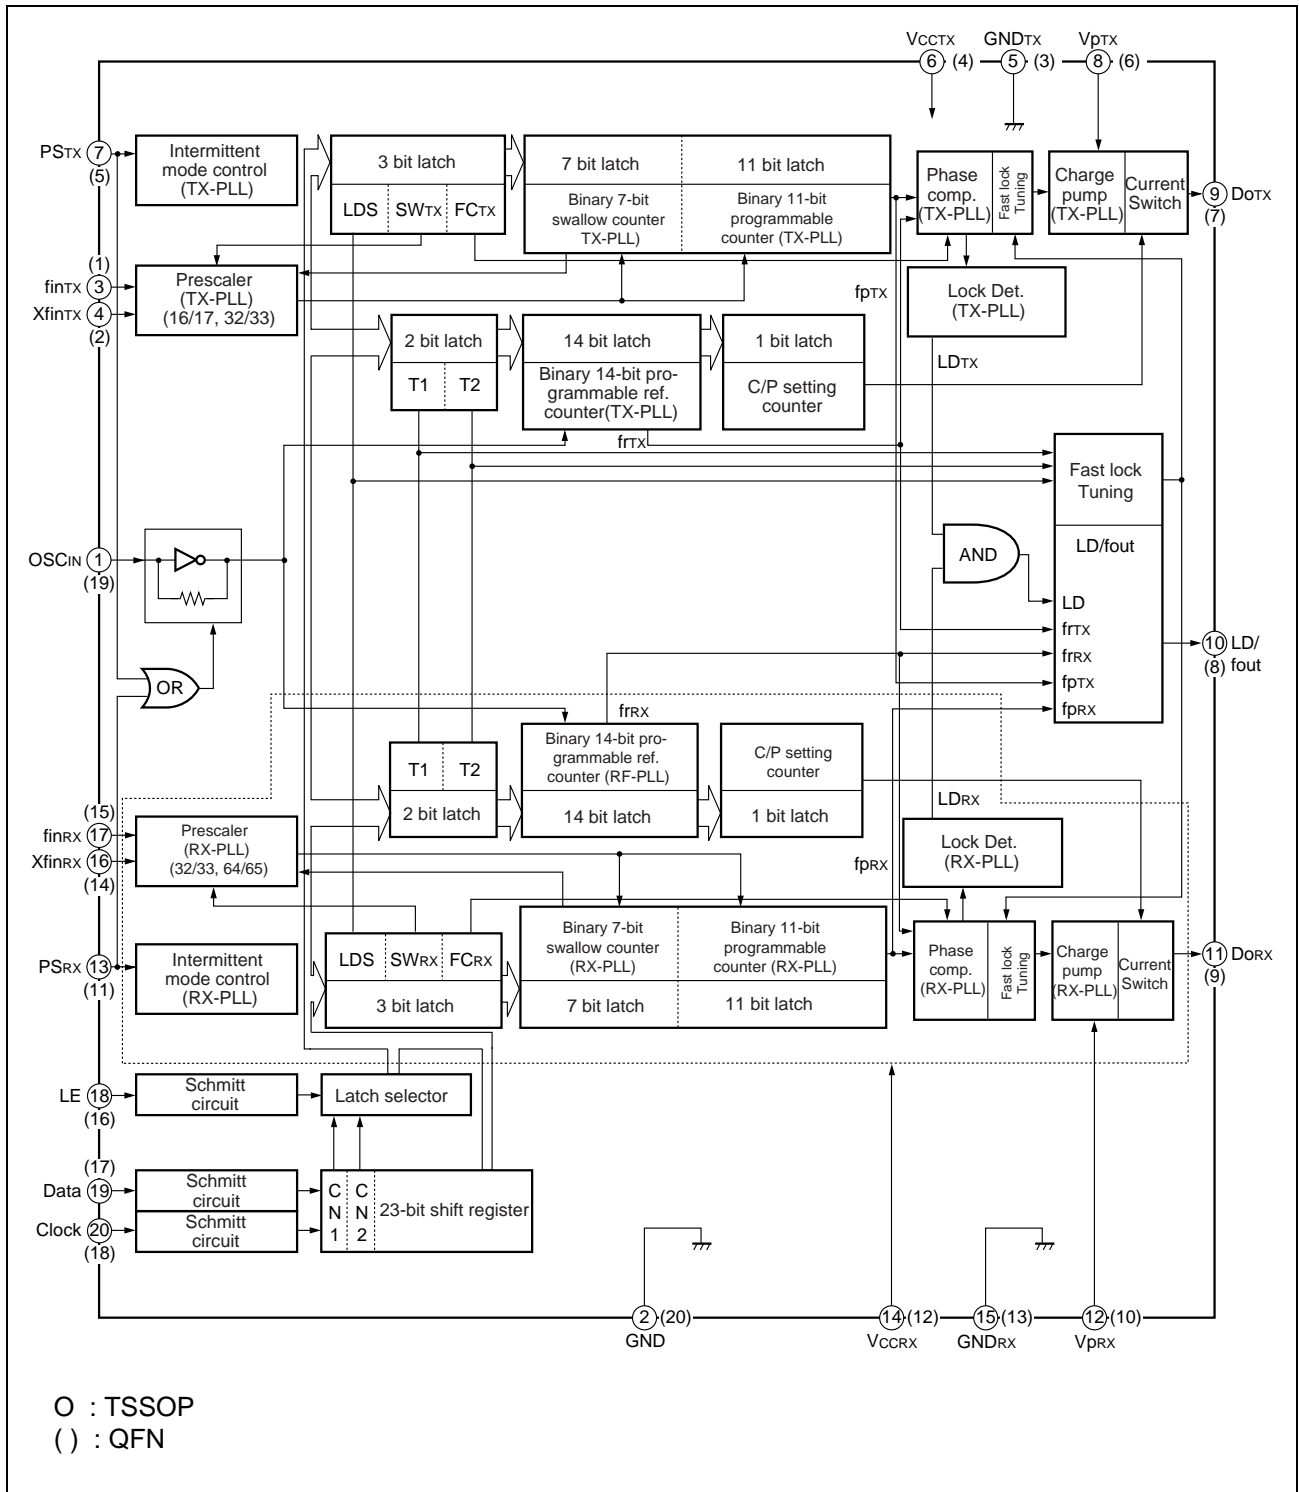 VCCTX GNDTX VpTX
6 (4) 5 (3) 8 (6)
PSTX 7 (5)
Intermittent
mode control
(TX-PLL)
3 bit latch
LDS SWTX FCTX
7 bit latch 11 bit latch
Binary 7-bit
swallow counter
TX-PLL)
Binary 11-bit
programmable
counter (TX-PLL)
Phase
comp.
(TX-PLL)
Fast lock
Tuning
Charge
pump
(TX-PLL)
Current
Switch
9 DoTX
(7)
(1)
finTX 3
XfinTX 4
(2)
Prescaler
(TX-PLL)
(16/17, 32/33)
fpTX
Lock Det.
(TX-PLL)
2 bit latch
T1 T2
14 bit latch
Binary 14-bit pro-
grammable ref.
counter(TX-PLL)
1 bit latch
C/P setting
counter
LDTX
frTX
Fast lock
Tuning
OSCIN 1
(19)
AND
LD/fout
LD
frTX
frRX
fpTX
fpRX
10 LD/
(8) fout
OR
frRX
T1 T2
2 bit latch
Binary 14-bit pro-
grammable ref.
counter (RF-PLL)
14 bit latch
C/P setting
counter
1 bit latch
LDRX
(15)
finRX 17
XfinRX 16
(14)
Prescaler
(RX-PLL)
(32/33, 64/65)
fpRX
Lock Det.
(RX-PLL)
PSRX 13
(11)
Intermittent
mode control
(RX-PLL)
LDS SWRX FCRX
3 bit latch
Binary 7-bit
swallow counter
(RX-PLL)
Binary 11-bit
programmable
counter (RX-PLL)
7 bit latch 11 bit latch
Phase
comp.
(RX-PLL)
Fast lock
Tuning
Charge
pump
(RX-PLL)
Current
Switch
11 DoRX
(9)
LE 18
(16)
Schmitt
circuit
Latch selector
(17)
Data 19
Schmitt
circuit
Clock 20
(18)
Schmitt
circuit
C
N
1
C
N
2
23-bit shift register
2 (20) 14 (12) 15 (13) 12 (10)
GND VCCRX GNDRX VpRX
O : TSSOP
( ) : QFN